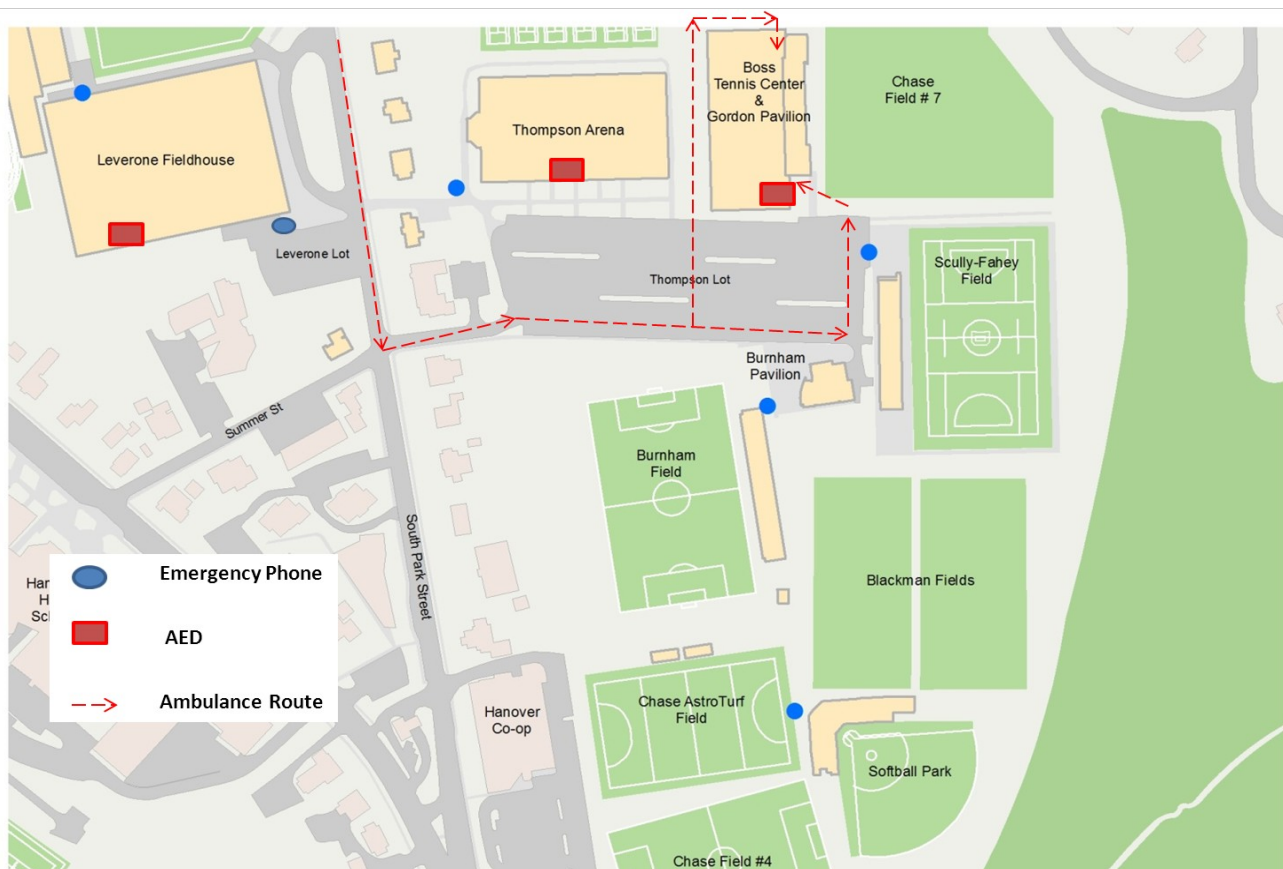 Boss
Tennis Center
&
Gordon Pavilion
Chase
Field # 7
Thompson Arena
Leverone Fieldhouse
Leverone Lot
Thompson Lot
Scully-Fahey
Field
Burnham
Pavilion
Summer St
Burnham
Field
South Park Street
Blackman Fields
Emergency Phone
AED
Ambulance Route
Chase AstroTurf
Field
Hanover
Co-op
Softball Park
Chase Field #4